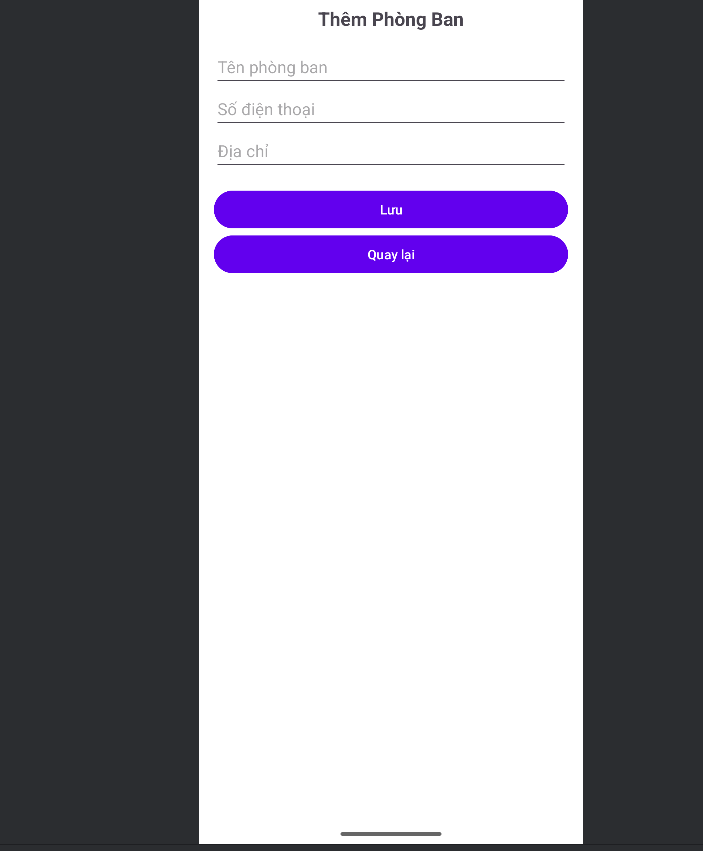 Thêm Phòng Ban
Tên phòng ban
Số điện thoại
Địa chỉ
Lưu
Quay lại